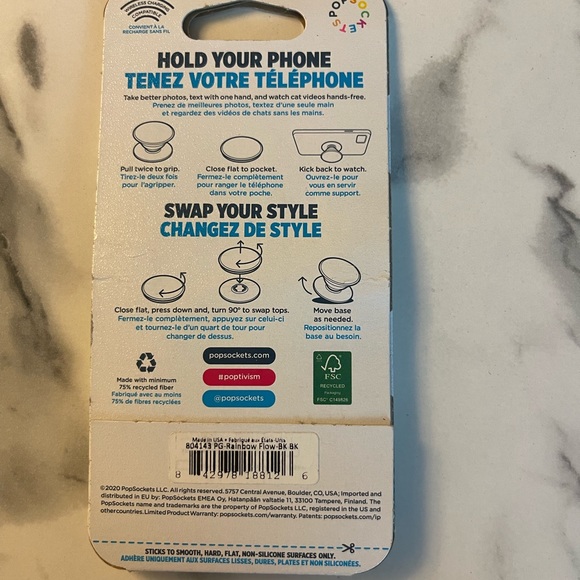 WIRELESS CHARGING
COMPATIBLE
CONVIENT À LA
RECHARGE SANS FIL
POPSOCKETS
HOLD YOUR PHONE
TENEZ VOTRE TÉLÉPHONE
Take better photos, text with one hand, and watch cat videos hands-free.
Prenez de meilleures photos, textez d'une seule main
et regardez des vidéos de chats sans les mains.
Pull twice to grip.
Tirez-le deux fois
pour l'agripper.
Close flat to pocket.
Fermez-le complètement
pour ranger le téléphone
dans votre poche.
Kick back to watch.
Ouvrez-le pour
vous en servir
comme support.
SWAP YOUR STYLE
CHANGEZ DE STYLE
Close flat, press down and, turn 90° to swap tops.
Fermez-le complètement, appuyez sur celui-ci
et tournez-le d'un quart de tour pour
changer de dessus.
Move base
as needed.
Repositionnez la
base au besoin.
Made with minimum
75% recycled fiber
Fabriqué avec au moins
75% de fibres recyclées
popsockets.com
#poptivism
@popsockets
FSC
RECYCLED
Packaging
FSC® C148826
Made in USA • Fabriqué aux États-Unis
804143 PG-Rainbow Flow-BK BK
8 42978 18812 6
©2020 PopSockets LLC. All rights reserved. 5757 Central Avenue, Boulder, CO, USA; Imported and
distributed in EU by: PopSockets EMEA Oy, Hatanpään valtatie 11, 33100 Tampere, Finland. The
PopSockets name and trademarks are the property of PopSockets LLC, registered in the US and
other countries. Limited Product Warranty: popsockets.com/warranty. Patents: popsockets.com/ip
STICKS TO SMOOTH, HARD, FLAT, NON-SILICONE SURFACES ONLY.
ADHÈRE UNIQUEMENT AUX SURFACES LISSES, DURES, PLATES ET NON SILICONÉES.